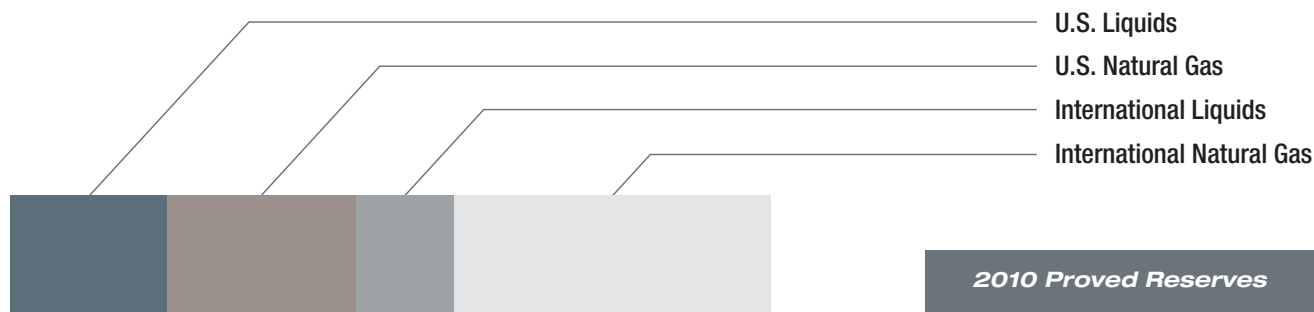 U.S. Liquids
U.S. Natural Gas
International Liquids
International Natural Gas
2010 Proved Reserves